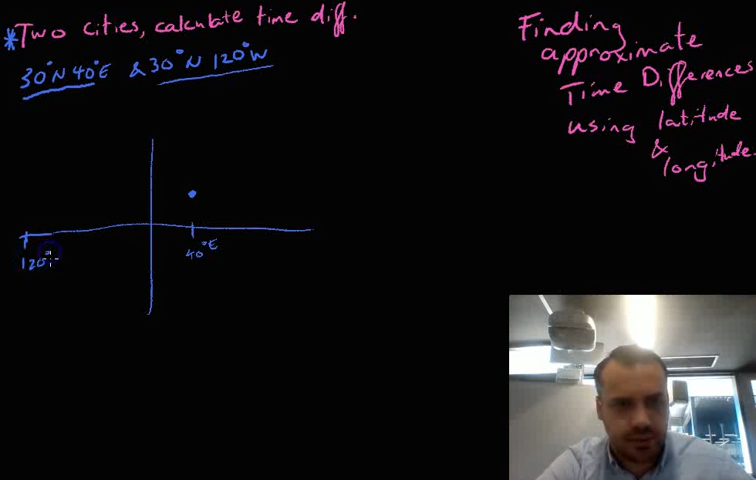 *Two cities, calculate time diff.
30°N 40°E & 30°N 120°W
Finding
approximate
Time Differences
using latitude
&
longitude.
40°E
120°